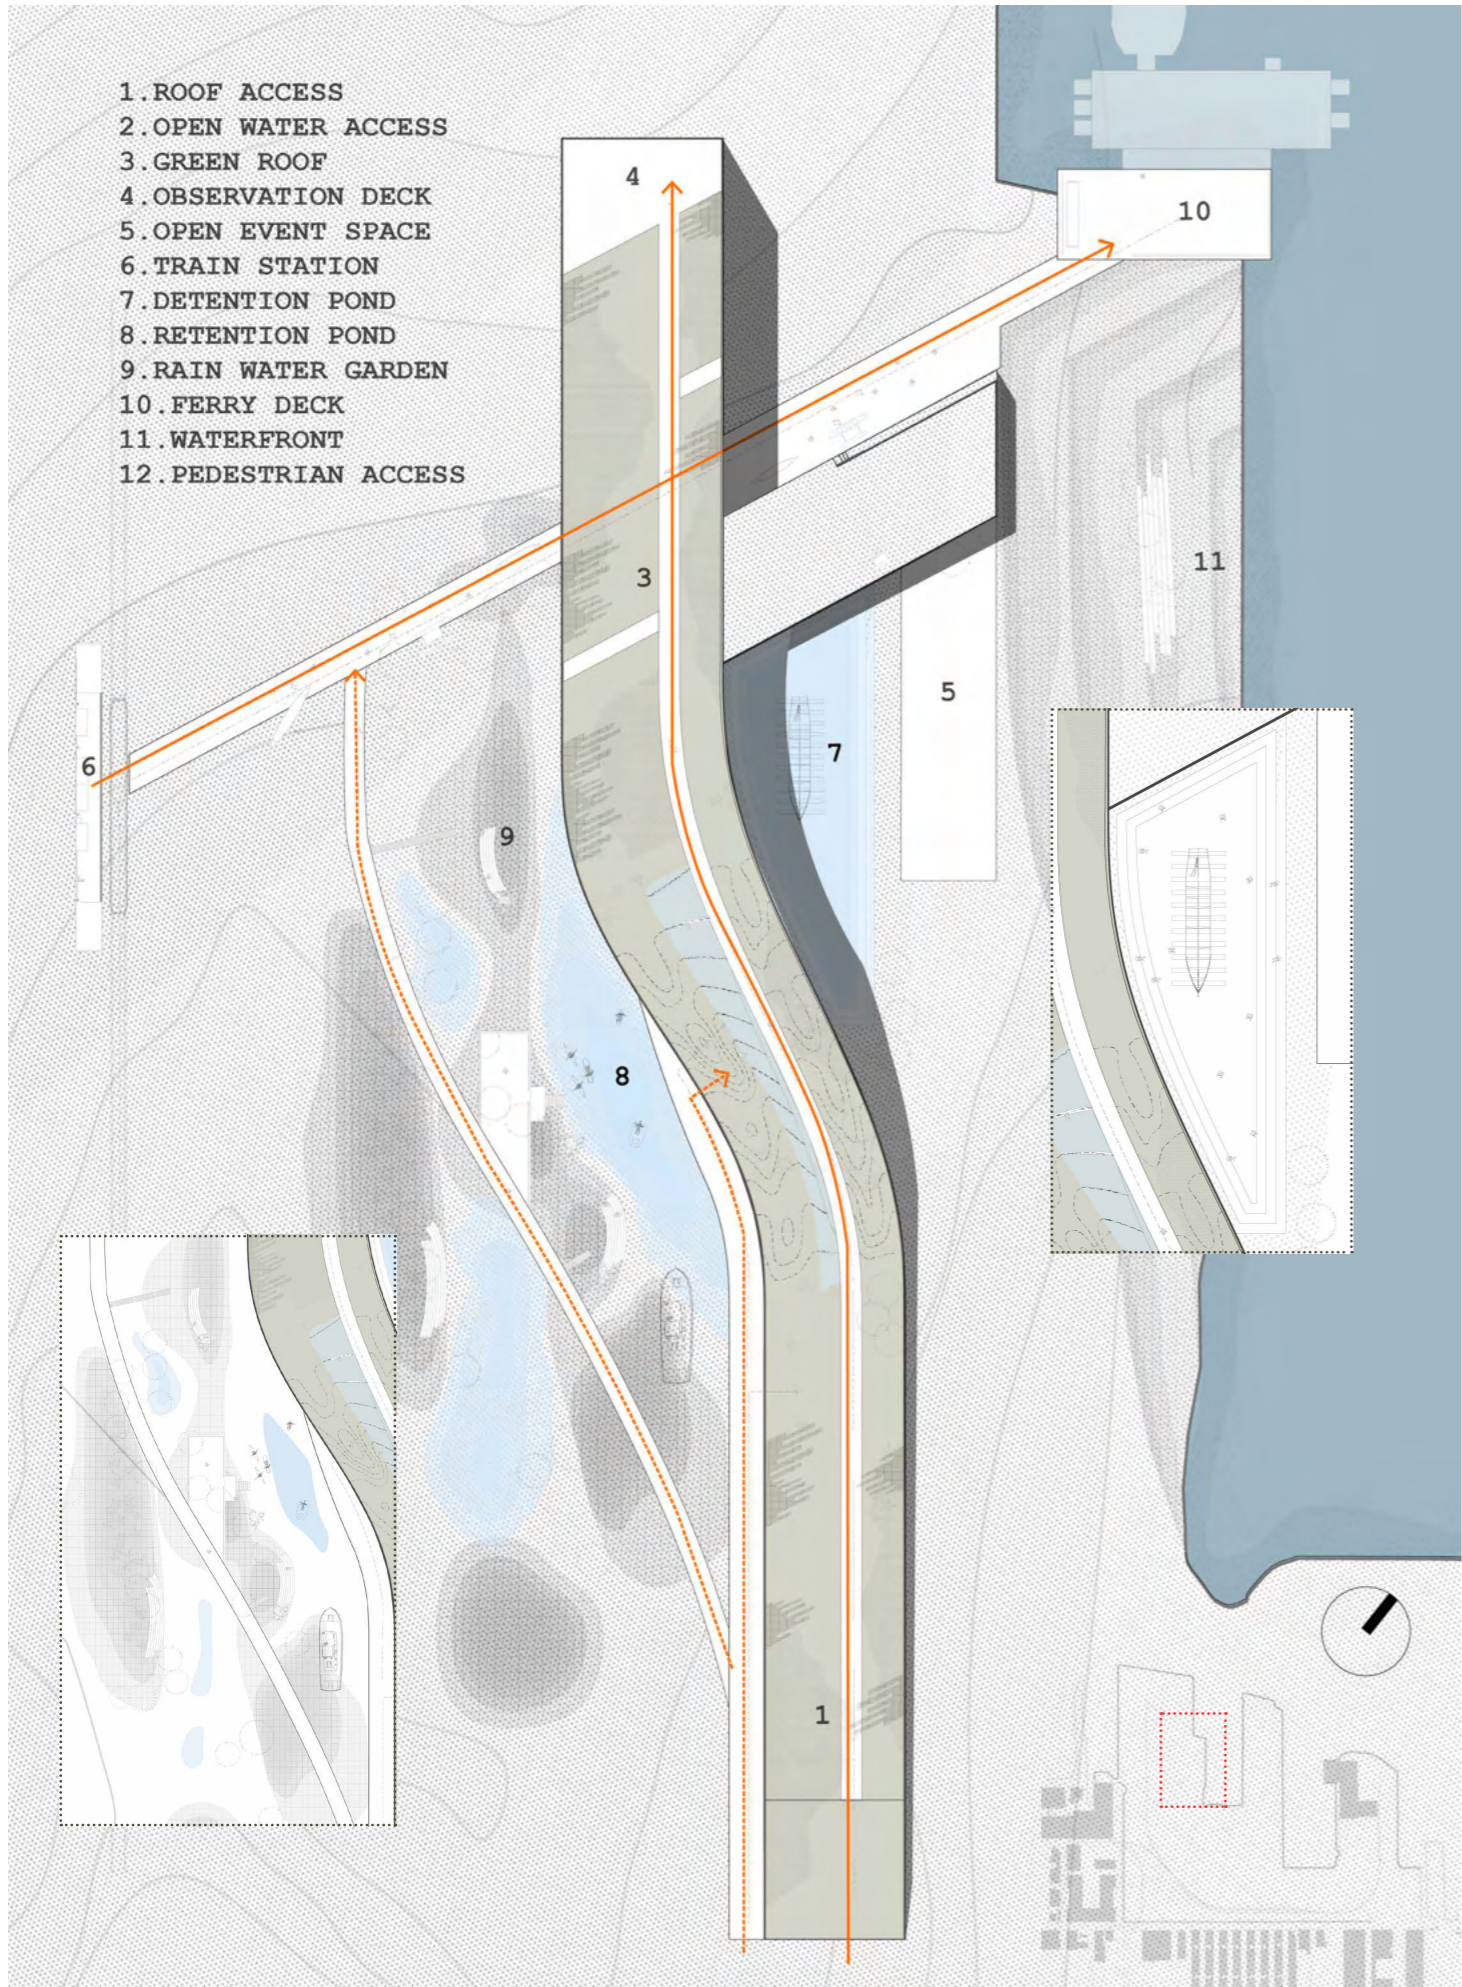 1.ROOF ACCESS
2.OPEN WATER ACCESS
3.GREEN ROOF
4.OBSERVATION DECK
5.OPEN EVENT SPACE
6.TRAIN STATION
7.DETENTION POND
8.RETENTION POND
9.RAIN WATER GARDEN
10.FERRY DECK
11.WATERFRONT
12.PEDESTRIAN ACCESS
4
10
3
11
5
7
6
9
8
1